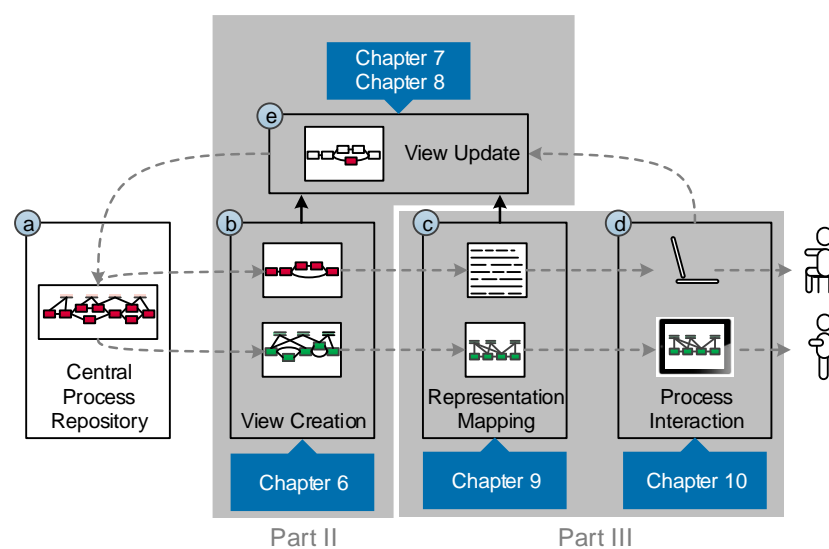 Chapter 7
Chapter 8
e
View Update
a
b
c
d
Central
Process
Repository
View Creation
Representation
Mapping
Process
Interaction
Chapter 6
Chapter 9
Chapter 10
Part II
Part III